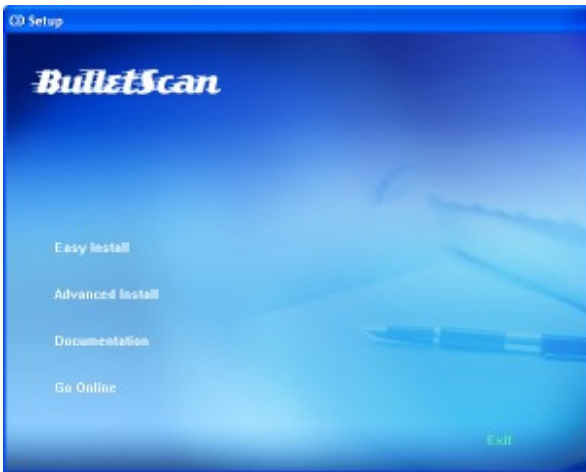 CD Setup
BulletScan
Easy Install
Advanced Install
Documentation
Go Online
Exit